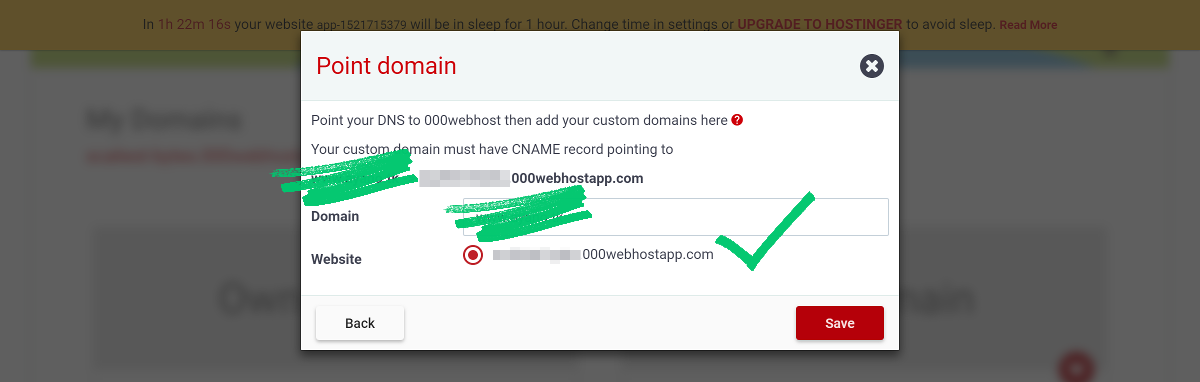 In 1h 22m 16s your website app-1521715379 will be in sleep for 1 hour. Change time in settings or UPGRADE TO HOSTINGER to avoid sleep. Read More
Point domain
Point your DNS to 000webhost then add your custom domains here ?
Your custom domain must have CNAME record pointing to
000webhostapp.com
Domain
Website
000webhostapp.com
My Domains
Back
Save